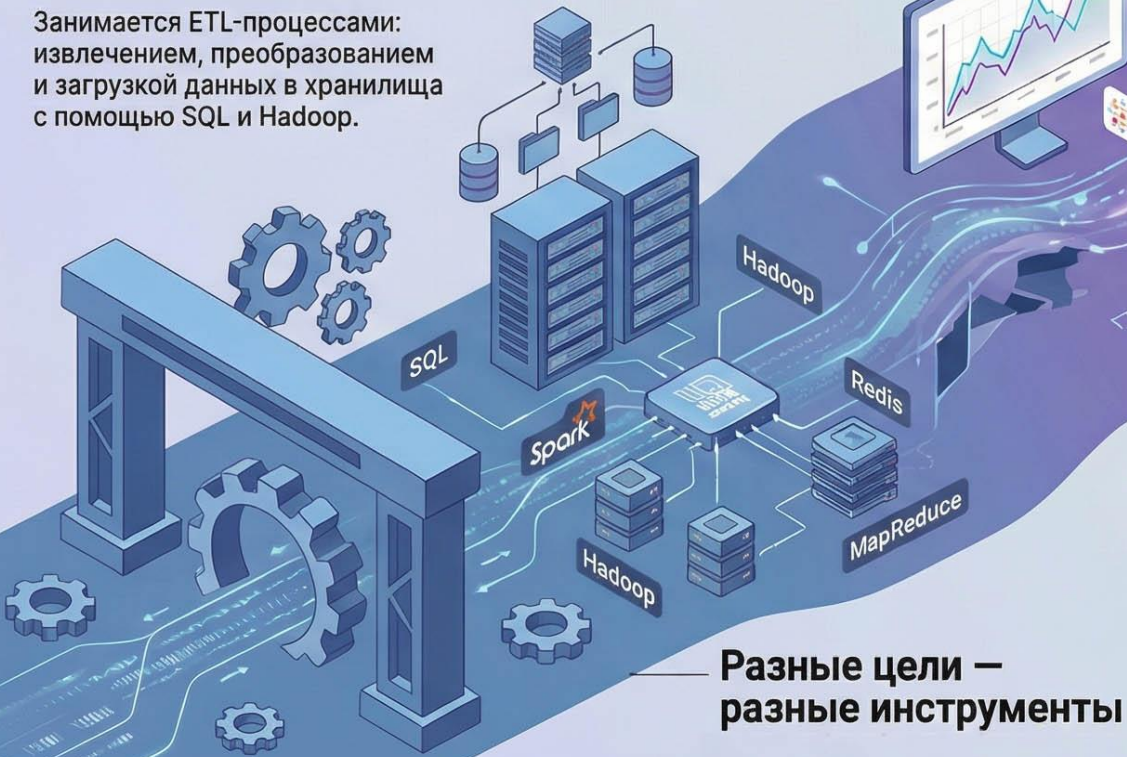 Занимается ETL-процессами:
извлечением, преобразованием
и загрузкой данных в хранилища
с помощью SQL и Hadoop.
Hadoop
SQL
Redis
Spark
MapReduce
Hadoop
Разные цели —
разные инструменты